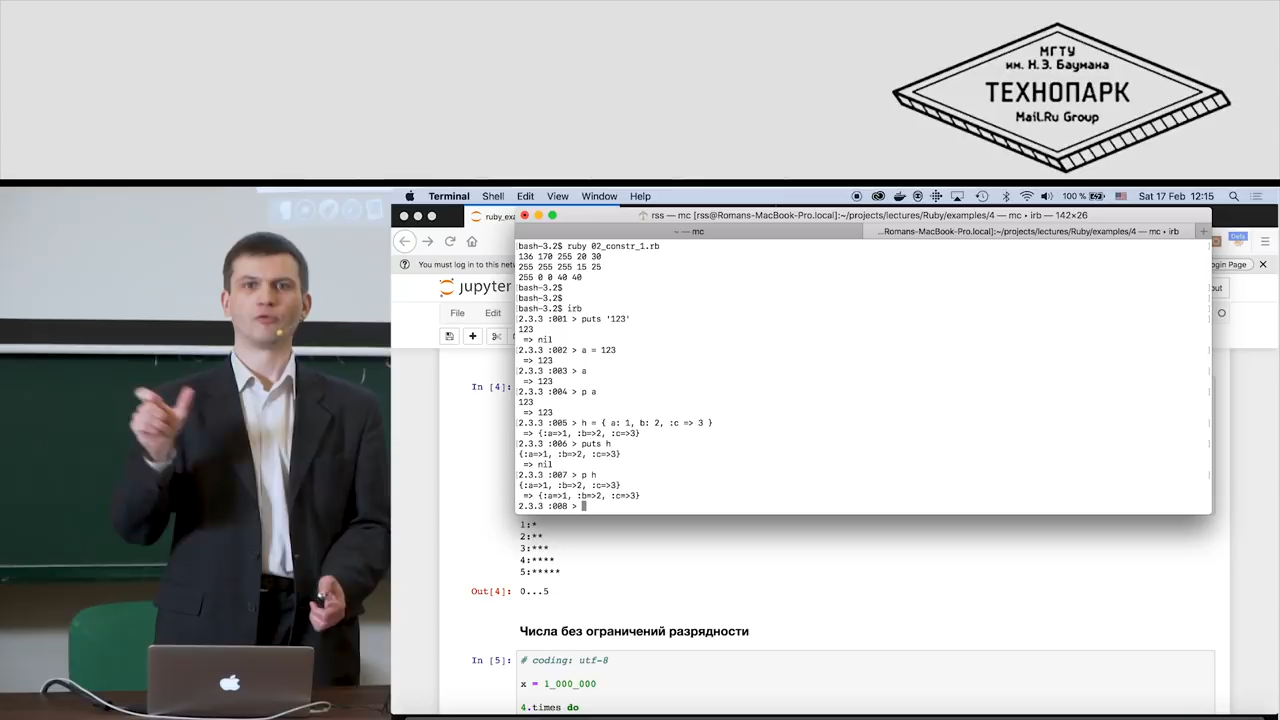 МГТУ
им. Н.Э. Баумана
ТЕХНОПАРК
Mail.Ru Group
Terminal Shell Edit View Window Help 100 % Sat 17 Feb 12:15
rss — mc [rss@Romans-MacBook-Pro.local]:~/projects/lectures/Ruby/examples/4 — mc • irb — 142×26
~ — mc
...Romans-MacBook-Pro.local]:~/projects/lectures/Ruby/examples/4 — mc • irb
ruby_exa
You must log in to this net
ogin Page
jupyter
File Edit
[bash-3.2$ ruby 02_constr_1.rb
136 170 255 20 30
255 255 255 15 25
255 0 0 40 40
[bash-3.2$
[bash-3.2$
[bash-3.2$ irb
[2.3.3 :001 > puts '123'
123
=> nil
[2.3.3 :002 > a = 123
=> 123
[2.3.3 :003 > a
=> 123
[2.3.3 :004 > p a
123
=> 123
[2.3.3 :005 > h = { a: 1, b: 2, :c => 3 }
=> {:a=>1, :b=>2, :c=>3}
[2.3.3 :006 > puts h
{:a=>1, :b=>2, :c=>3}
=> nil
[2.3.3 :007 > p h
{:a=>1, :b=>2, :c=>3}
=> {:a=>1, :b=>2, :c=>3}
2.3.3 :008 >
In [4]:
1:*
2:**
3:***
4:****
5:*****
Out[4]: 0...5
Числа без ограничений разрядности
In [5]: # coding: utf-8
x = 1_000_000
4.times do